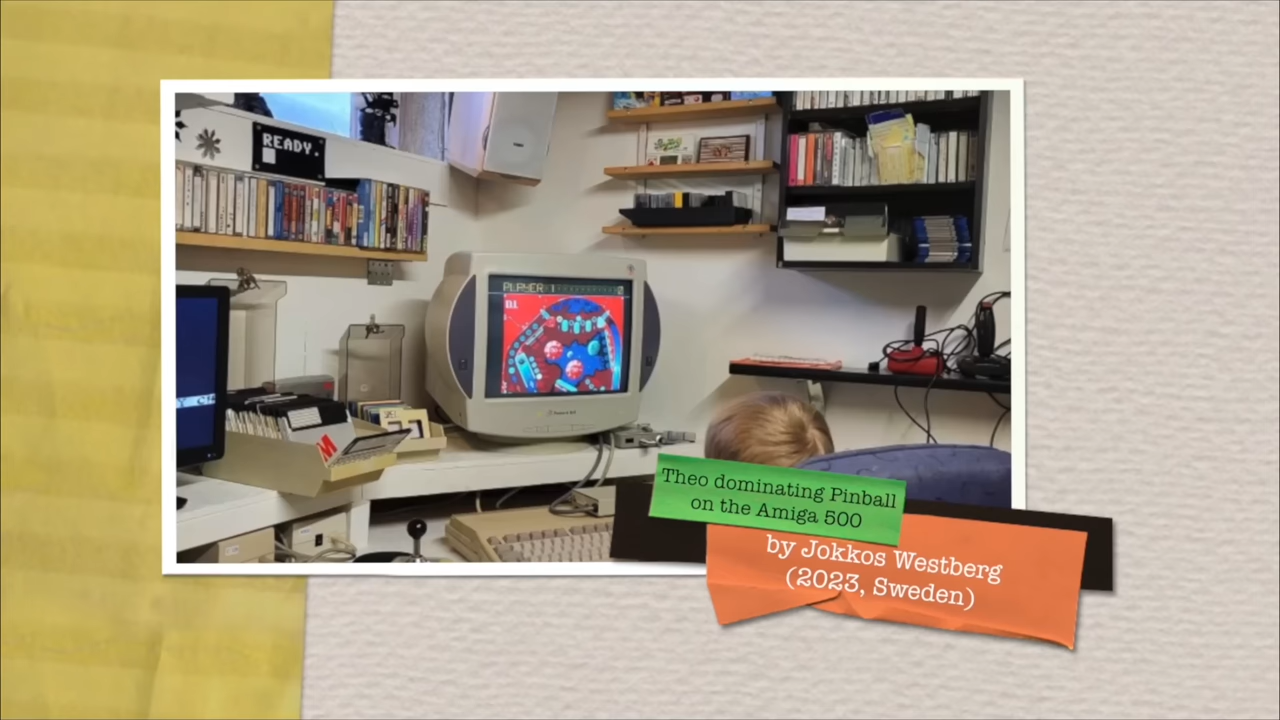 READY.
PLAYER 1
Theo dominating Pinball
on the Amiga 500
by Jokkos Westberg
(2023, Sweden)